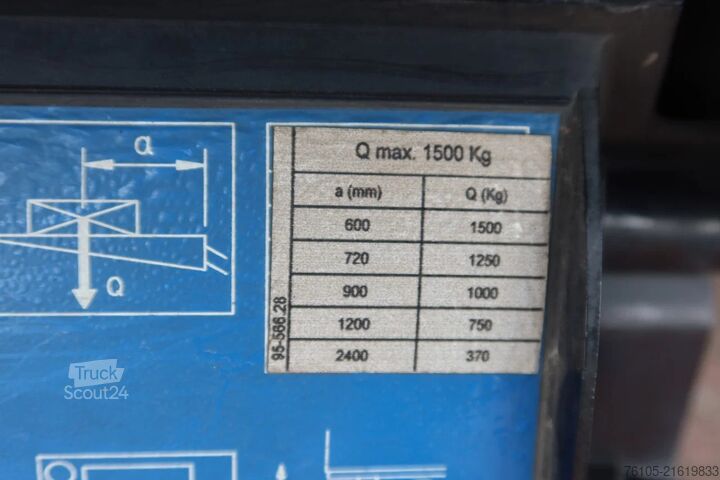 a
Q
Q max. 1500 Kg
a (mm) Q (Kg)
600 1500
720 1250
900 1000
1200 750
2400 370
95-566.28
Truck
Scout24
76105-21619833